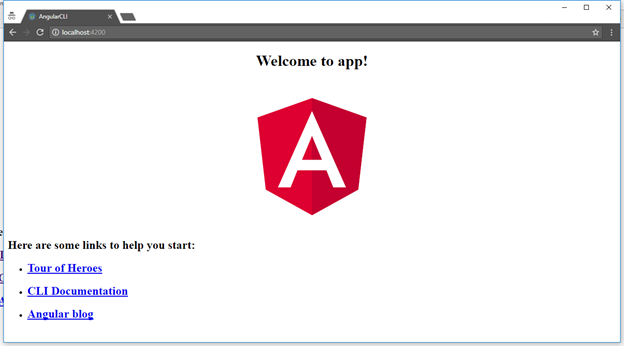 AngularCLI
localhost:4200
Welcome to app!
A
Here are some links to help you start:
Tour of Heroes
CLI Documentation
Angular blog